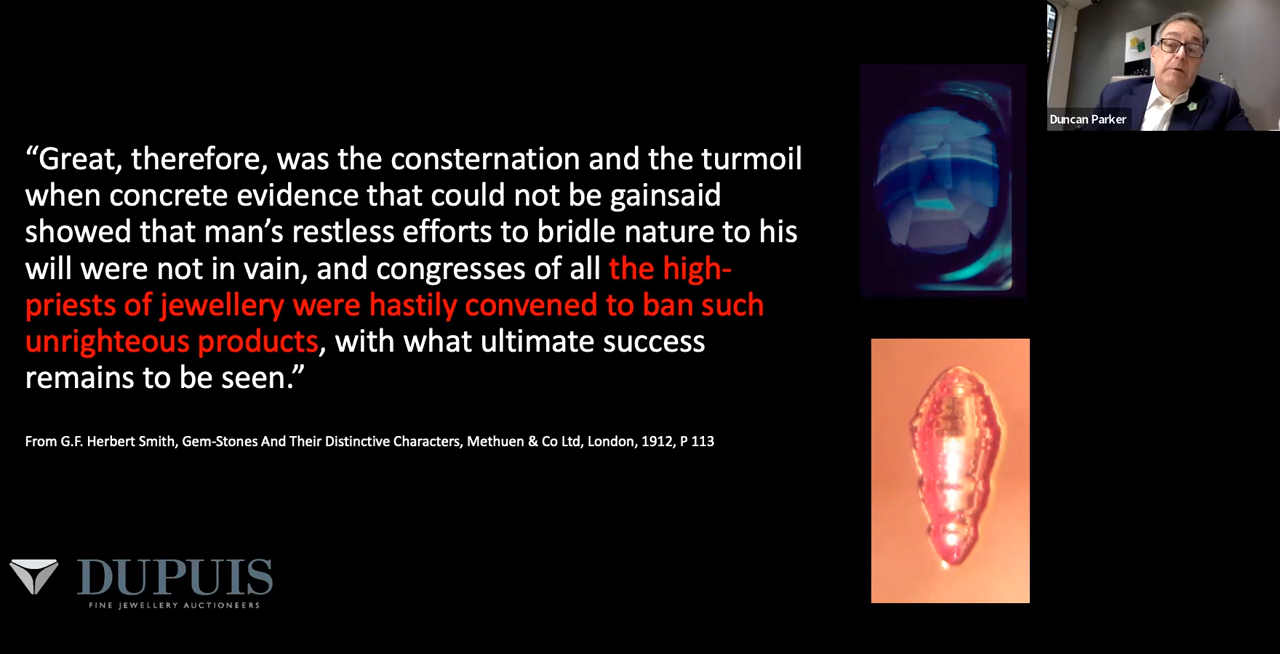 “Great, therefore, was the consternation and the turmoil
when concrete evidence that could not be gainsaid
showed that man’s restless efforts to bridle nature to his
will were not in vain, and congresses of all the high-
priests of jewellery were hastily convened to ban such
unrighteous products, with what ultimate success
remains to be seen.”
From G.F. Herbert Smith, Gem-Stones And Their Distinctive Characters, Methuen & Co Ltd, London, 1912, P 113
DUPUIS
FINE JEWELLERY AUCTIONEERS
Duncan Parker